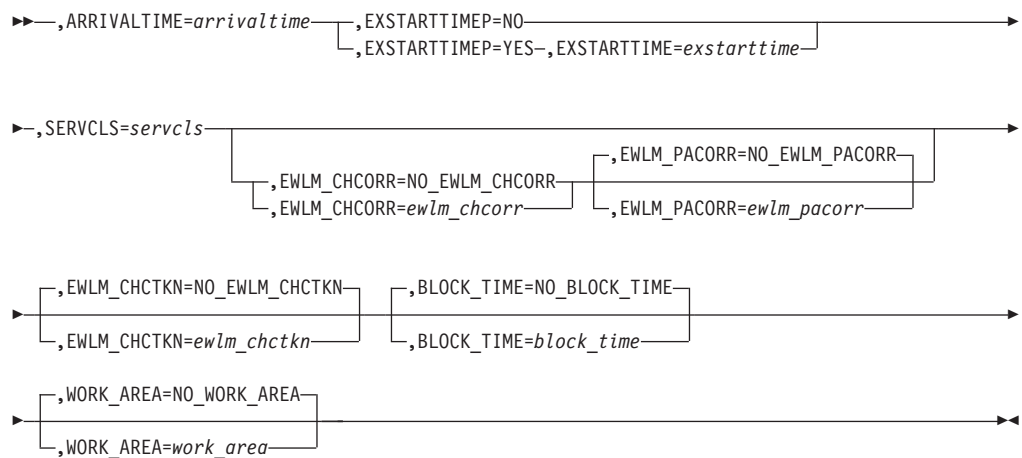 ,ARRIVALTIME=arrivaltime ,EXSTARTTIMEP=NO
,EXSTARTTIMEP=YES ,EXSTARTTIME=exstarttime
,SERVCLS=servcls
,EWLM_PACORR=NO_EWLM_PACORR
,EWLM_CHCORR=NO_EWLM_CHCORR
,EWLM_CHCORR=ewlm_chcorr ,EWLM_PACORR=ewlm_pacorr
,EWLM_CHCTKN=NO_EWLM_CHCTKN ,BLOCK_TIME=NO_BLOCK_TIME
,EWLM_CHCTKN=ewlm_chctkn ,BLOCK_TIME=block_time
,WORK_AREA=NO_WORK_AREA
,WORK_AREA=work_area